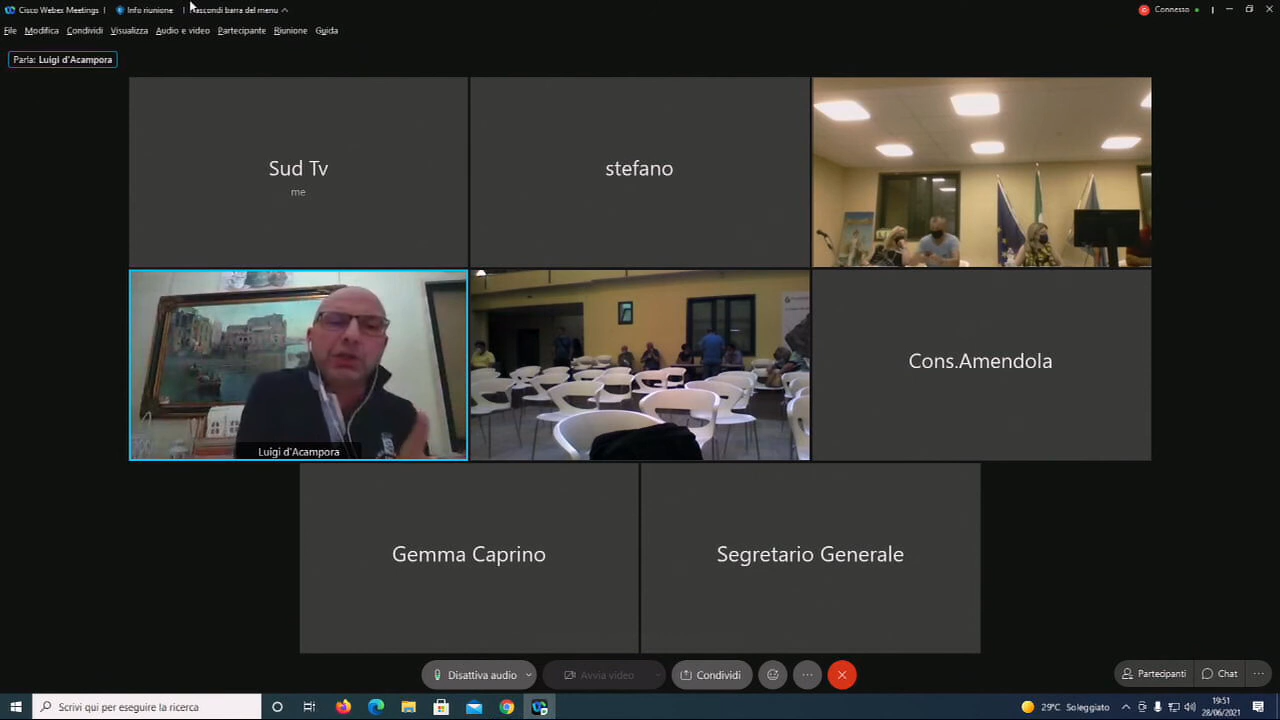 Cisco Webex Meetings
Info riunione
Nascondi barra del menu
Connesso
File Modifica Condividi Visualizza Audio e video Partecipante Riunione Guida
Parla: Luigi d'Acampora
Sud Tv
me
stefano
Luigi d'Acampora
Cons.Amendola
Gemma Caprino
Segretario Generale
Disattiva audio
Avvia video
Condividi
Partecipanti
Chat
Scrivi qui per eseguire la ricerca
29°C Soleggiato
19:51
28/06/2021